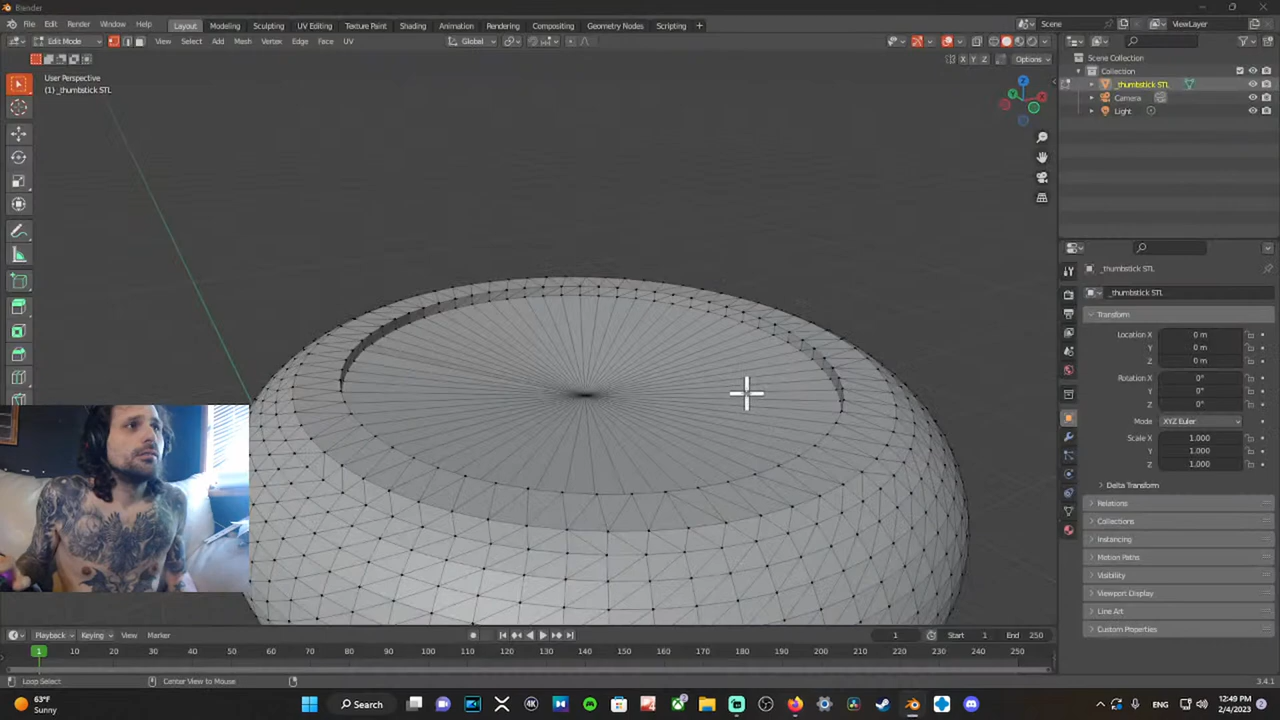 Blender
File Edit Render Window Help Layout Modeling Sculpting UV Editing Texture Paint Shading Animation Rendering Compositing Geometry Nodes Scripting + Scene ViewLayer
Edit Mode View Select Add Mesh Vertex Edge Face UV Global
X Y Z Options
User Perspective
(1) _thumbstick STL
Z
X
Y
Scene Collection
Collection
_thumbstick STL
Camera
Light
_thumbstick STL
_thumbstick STL
Transform
Location X 0 m
Y 0 m
Z 0 m
Rotation X 0°
Y 0°
Z 0°
Mode XYZ Euler
Scale X 1.000
Y 1.000
Z 1.000
Delta Transform
Relations
Collections
Instancing
Motion Paths
Visibility
Viewport Display
Line Art
Custom Properties
Playback Keying View Marker 1 Start 1 End 250
1 10 20 30 40 50 60 70 80 90 100 110 120 130 140 150 160 170 180 190 200 210 220 230 240 250
Loop Select Center View to Mouse 3.4.1
63°F
Sunny
Search
4K
ENG
12:49 PM
2/4/2023